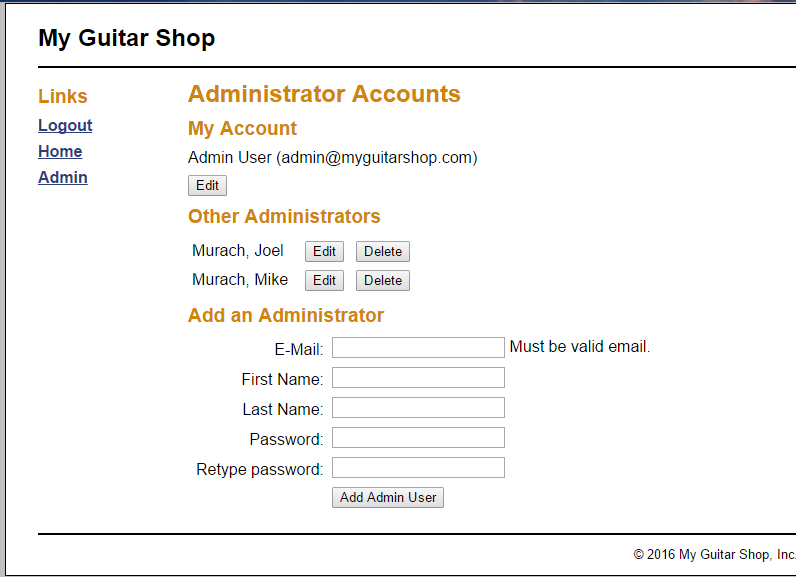 My Guitar Shop
Links
Logout
Home
Admin
Administrator Accounts
My Account
Admin User (admin@myguitarshop.com)
Edit
Other Administrators
Murach, Joel Edit Delete
Murach, Mike Edit Delete
Add an Administrator
E-Mail: Must be valid email.
First Name:
Last Name:
Password:
Retype password:
Add Admin User
© 2016 My Guitar Shop, Inc.